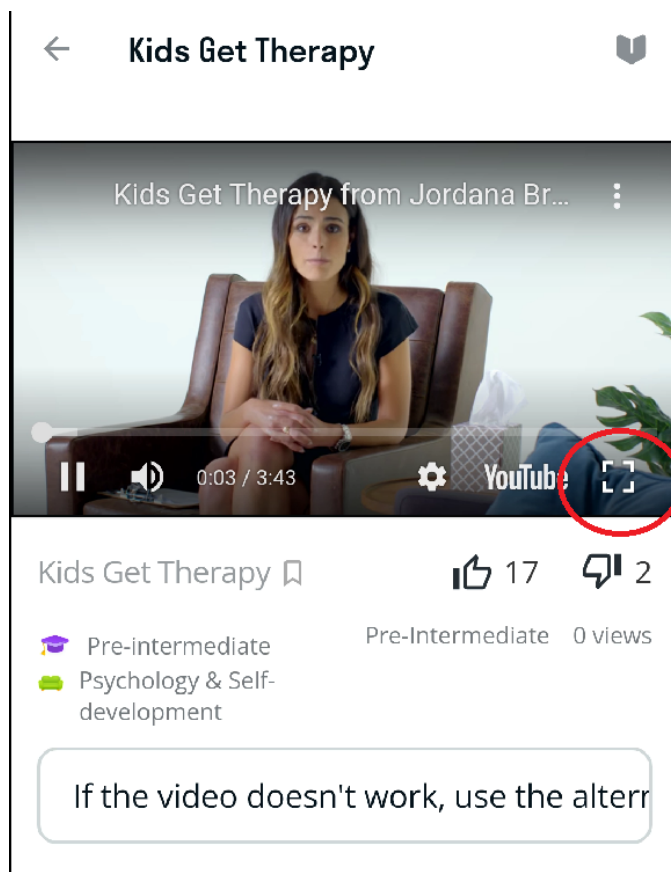 Kids Get Therapy
Kids Get Therapy from Jordana Br...
0:03 / 3:43
YouTube
Kids Get Therapy
17
2
Pre-intermediate
Pre-Intermediate
0 views
Psychology & Self-
development
If the video doesn't work, use the altern